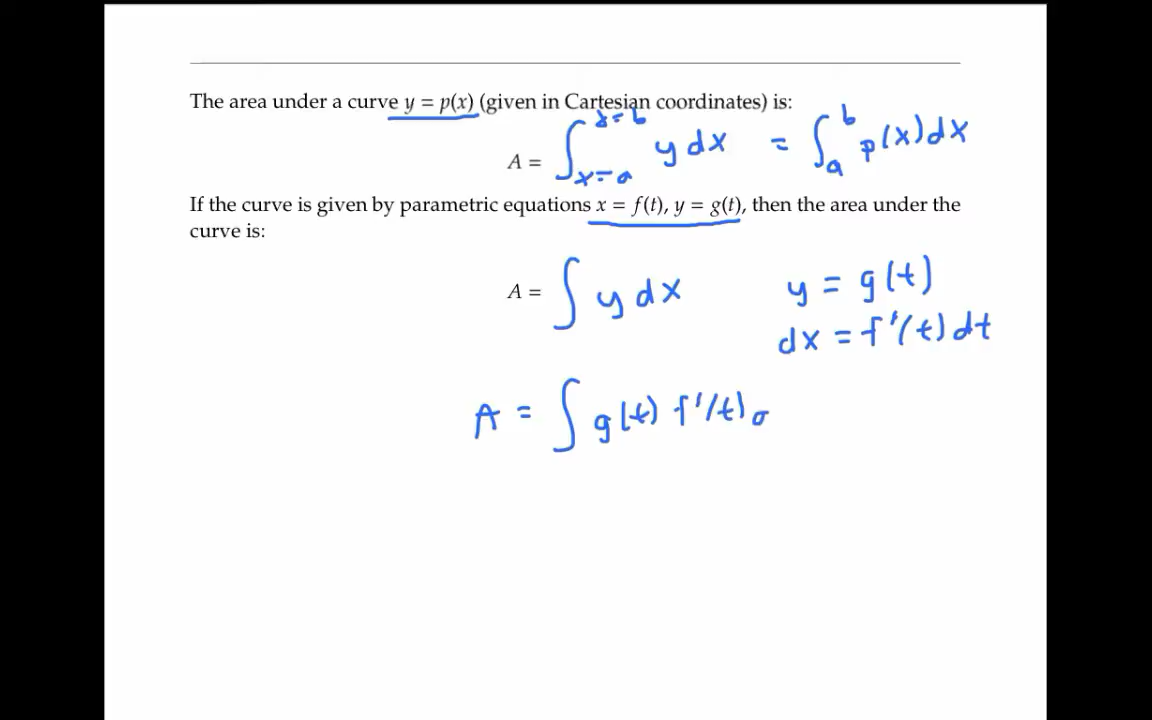 The area under a curve y = p(x) (given in Cartesian coordinates) is:
A = ∫_{x=a}^{x=b} y dx = ∫_a^b p(x) dx
If the curve is given by parametric equations x = f(t), y = g(t), then the area under the
curve is:
A = ∫ y dx y = g(t)
dx = f'(t) dt
A = ∫ g(t) f'(t)